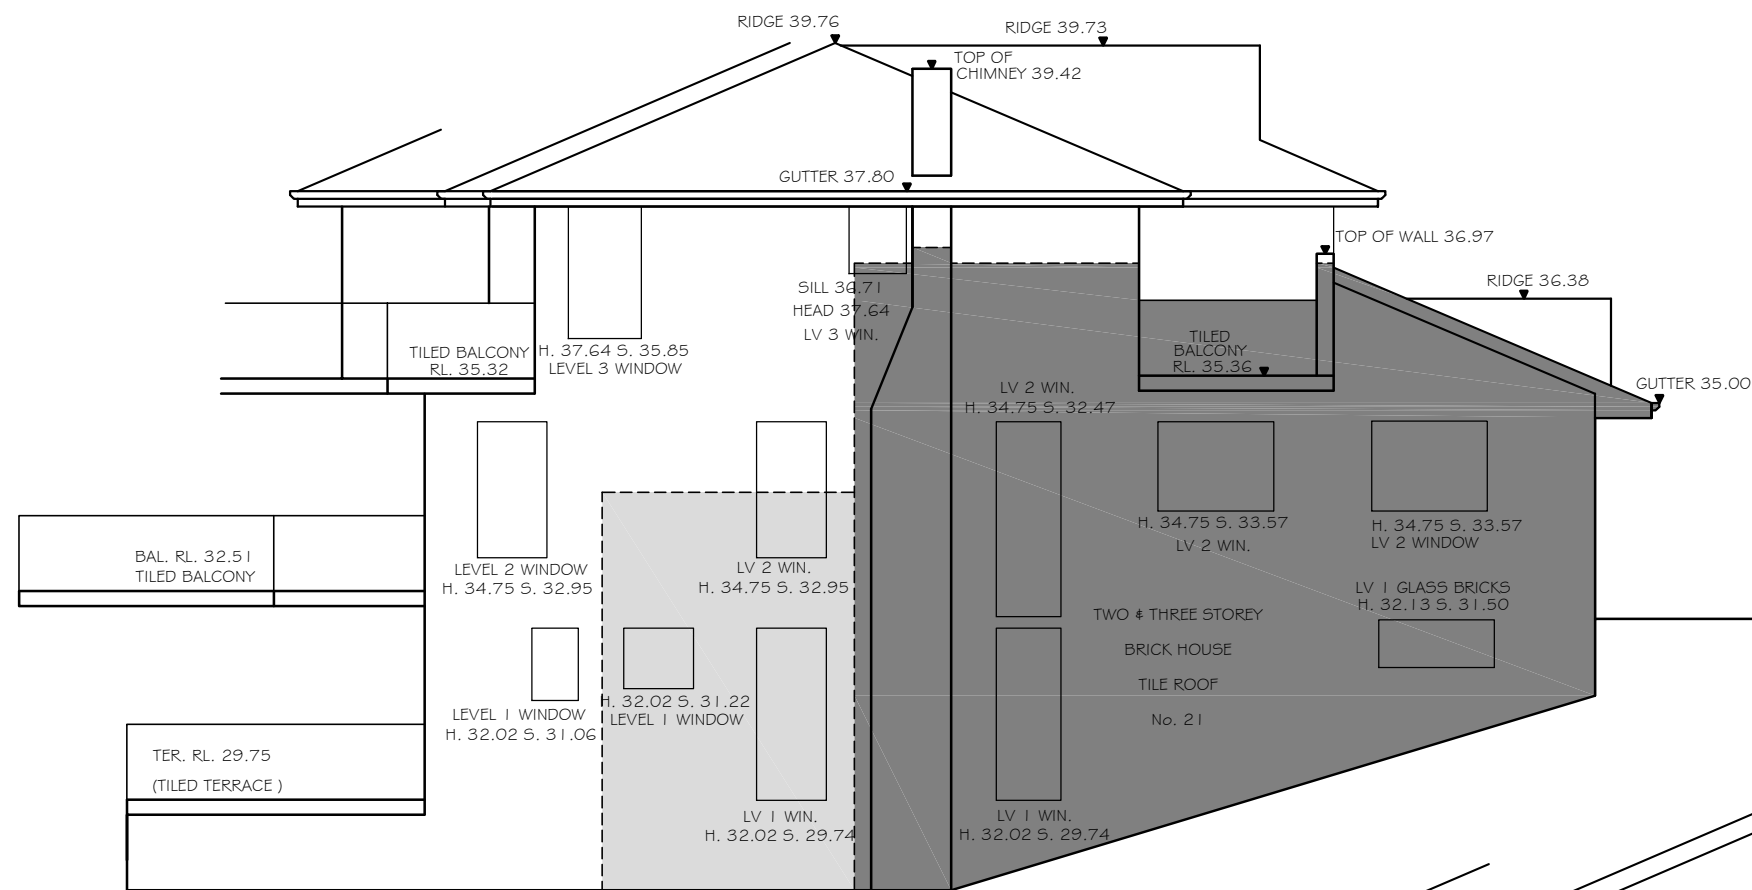 RIDGE 39.76
RIDGE 39.73
TOP OF
CHIMNEY 39.42
GUTTER 37.80
TOP OF WALL 36.97
SILL 36.71
HEAD 37.64
LV 3 WIN.
RIDGE 36.38
TILED BALCONY
RL. 35.32
H. 37.64 S. 35.85
LEVEL 3 WINDOW
TILED
BALCONY
RL. 35.36
GUTTER 35.00
LV 2 WIN.
H. 34.75 S. 32.47
H. 34.75 S. 33.57
LV 2 WIN.
H. 34.75 S. 33.57
LV 2 WINDOW
BAL. RL. 32.51
TILED BALCONY
LEVEL 2 WINDOW
H. 34.75 S. 32.95
LV 2 WIN.
H. 34.75 S. 32.95
LV 1 GLASS BRICKS
H. 32.13 S. 31.50
TWO & THREE STOREY
BRICK HOUSE
TILE ROOF
No. 21
LEVEL 1 WINDOW
H. 32.02 S. 31.06
H. 32.02 S. 31.22
LEVEL 1 WINDOW
TER. RL. 29.75
(TILED TERRACE )
LV 1 WIN.
H. 32.02 S. 29.74
LV 1 WIN.
H. 32.02 S. 29.74